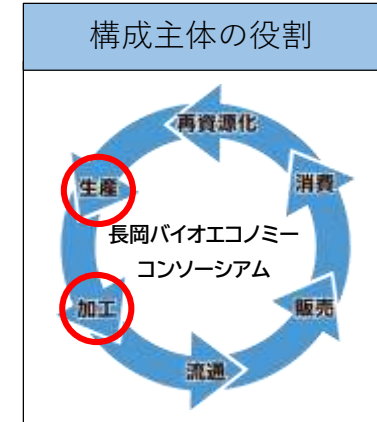 構成主体の役割
再資源化
生産
消費
長岡バイオエコノミー
コンソーシアム
加工
販売
流通